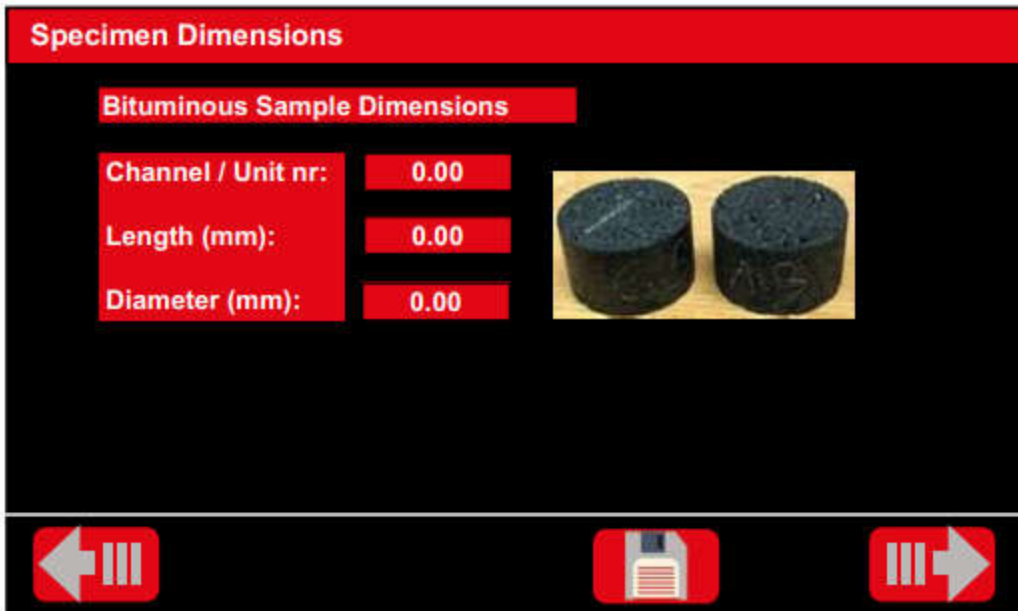 Specimen Dimensions
Bituminous Sample Dimensions
Channel / Unit nr: 0.00
Length (mm): 0.00
Diameter (mm): 0.00